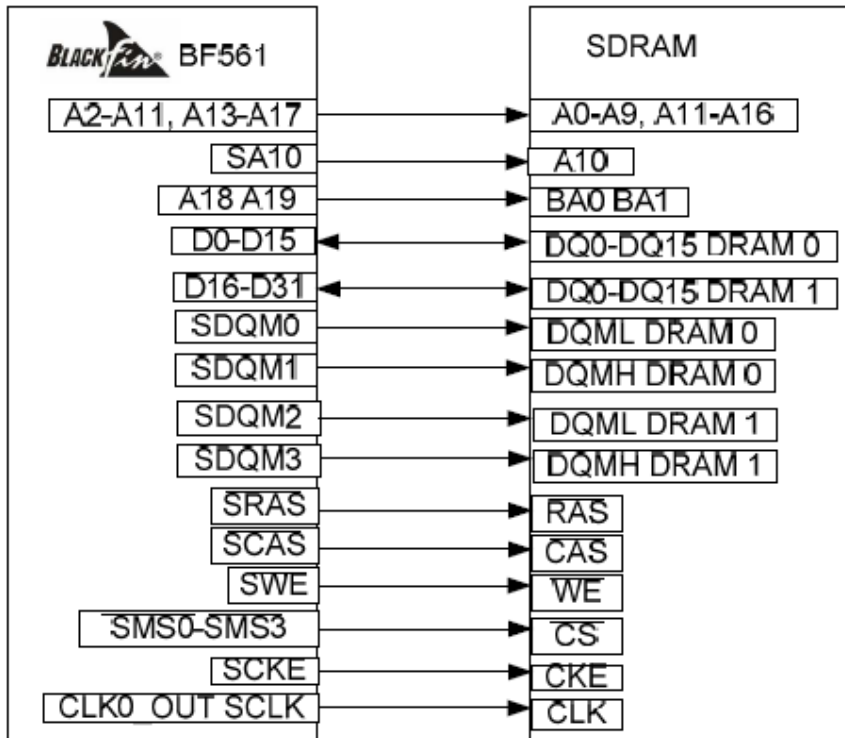 BLACKfin® BF561
SDRAM
A2-A11, A13-A17
A0-A9, A11-A16
SA10
A10
A18 A19
BA0 BA1
D0-D15
DQ0-DQ15 DRAM 0
D16-D31
DQ0-DQ15 DRAM 1
SDQM0
DQML DRAM 0
SDQM1
DQMH DRAM 0
SDQM2
DQML DRAM 1
SDQM3
DQMH DRAM 1
SRAS
RAS
SCAS
CAS
SWE
WE
SMS0-SMS3
CS
SCKE
CKE
CLK0_OUT SCLK
CLK